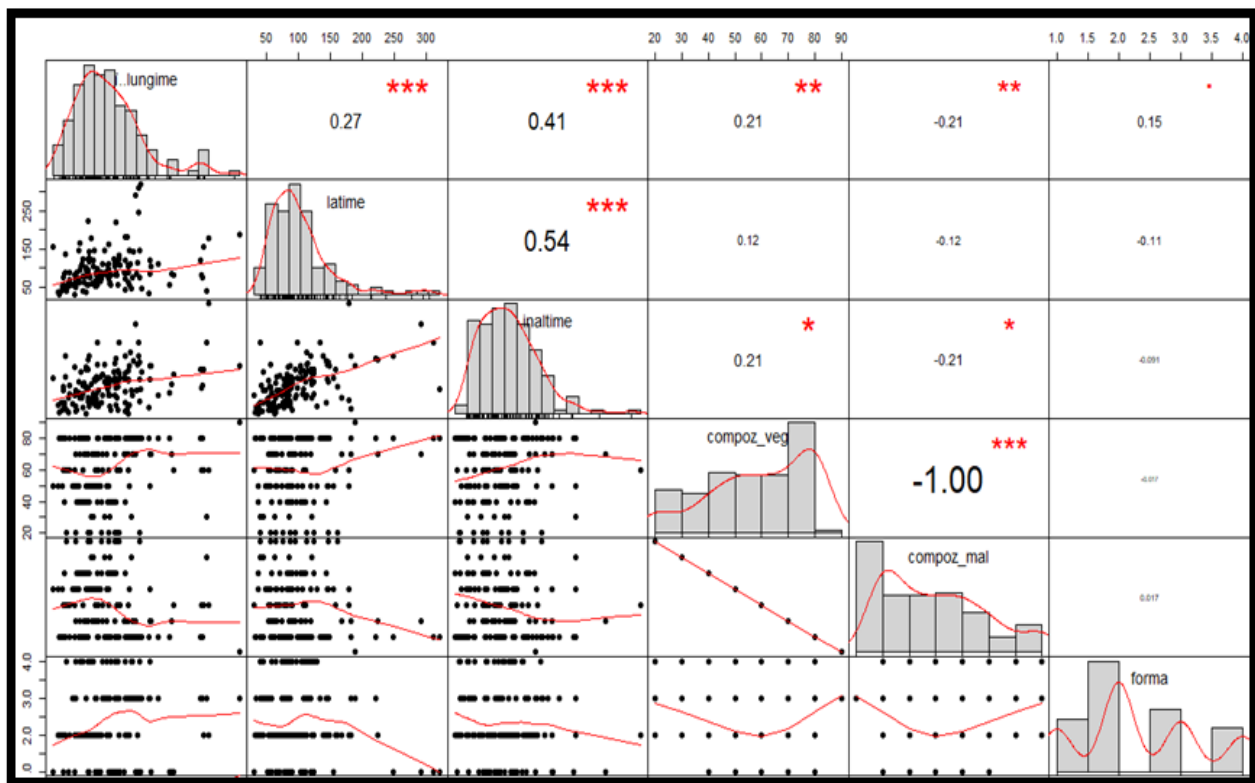 50 100 150 200 250 300
20 30 40 50 60 70 80 90
1.0 1.5 2.0 2.5 3.0 3.5 4.0
ï..lungime
***
0.27
***
0.41
**
0.21
**
-0.21
.
0.15
50 150 250
latime
***
0.54
0.12
-0.12
-0.11
inaltime
*
0.21
*
-0.21
-0.091
20 40 60 80
compoz_veg
***
-1.00
-0.017
compoz_mal
0.017
1.0 2.0 3.0 4.0
forma